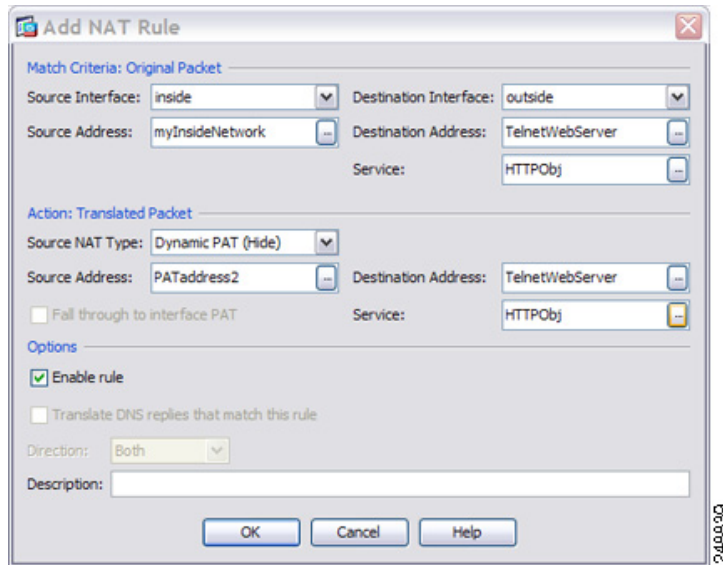 Add NAT Rule
Match Criteria: Original Packet
Source Interface: inside Destination Interface: outside
Source Address: myInsideNetwork ... Destination Address: TelnetWebServer ...
Service: HTTPObj ...
Action: Translated Packet
Source NAT Type: Dynamic PAT (Hide)
Source Address: PATaddress2 ... Destination Address: TelnetWebServer ...
Fall through to interface PAT Service: HTTPObj ...
Options
Enable rule
Translate DNS replies that match this rule
Direction: Both
Description:
OK Cancel Help
248839